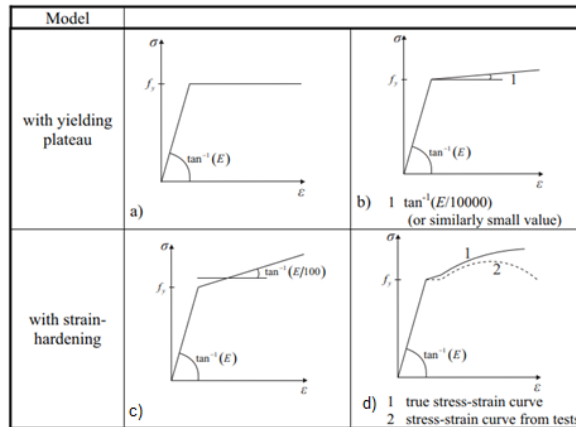 Model
with yielding
plateau
σ
f_y
tan⁻¹(E)
ε
a)
σ
f_y
1
tan⁻¹(E)
ε
b) 1 tan⁻¹(E/10000)
(or similarly small value)
with strain-
hardening
σ
tan⁻¹(E/100)
f_y
tan⁻¹(E)
ε
c)
σ
1
2
f_y
tan⁻¹(E)
ε
d) 1 true stress-strain curve
2 stress-strain curve from tests